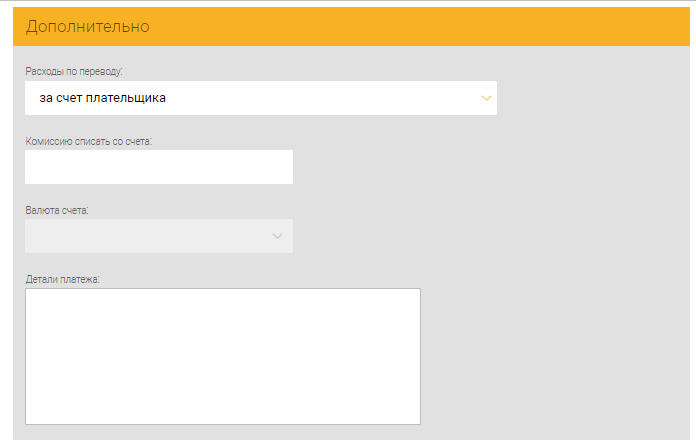 Дополнительно
Расходы по переводу:
за счет плательщика
Комиссию списать со счета:
Валюта счета:
Детали платежа: